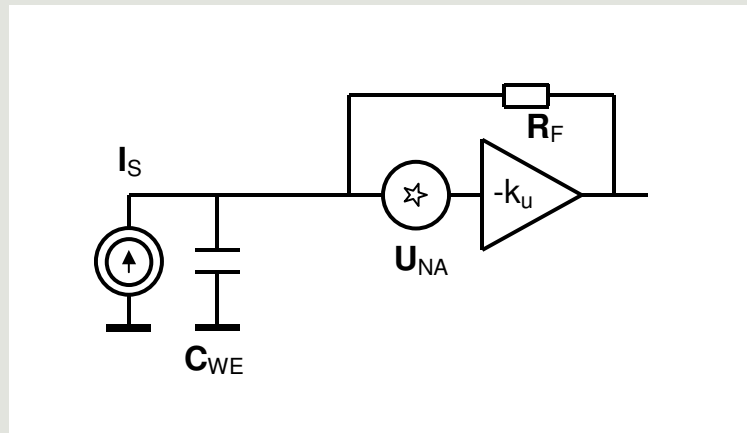 R_F
I_S
-k_u
U_NA
C_WE